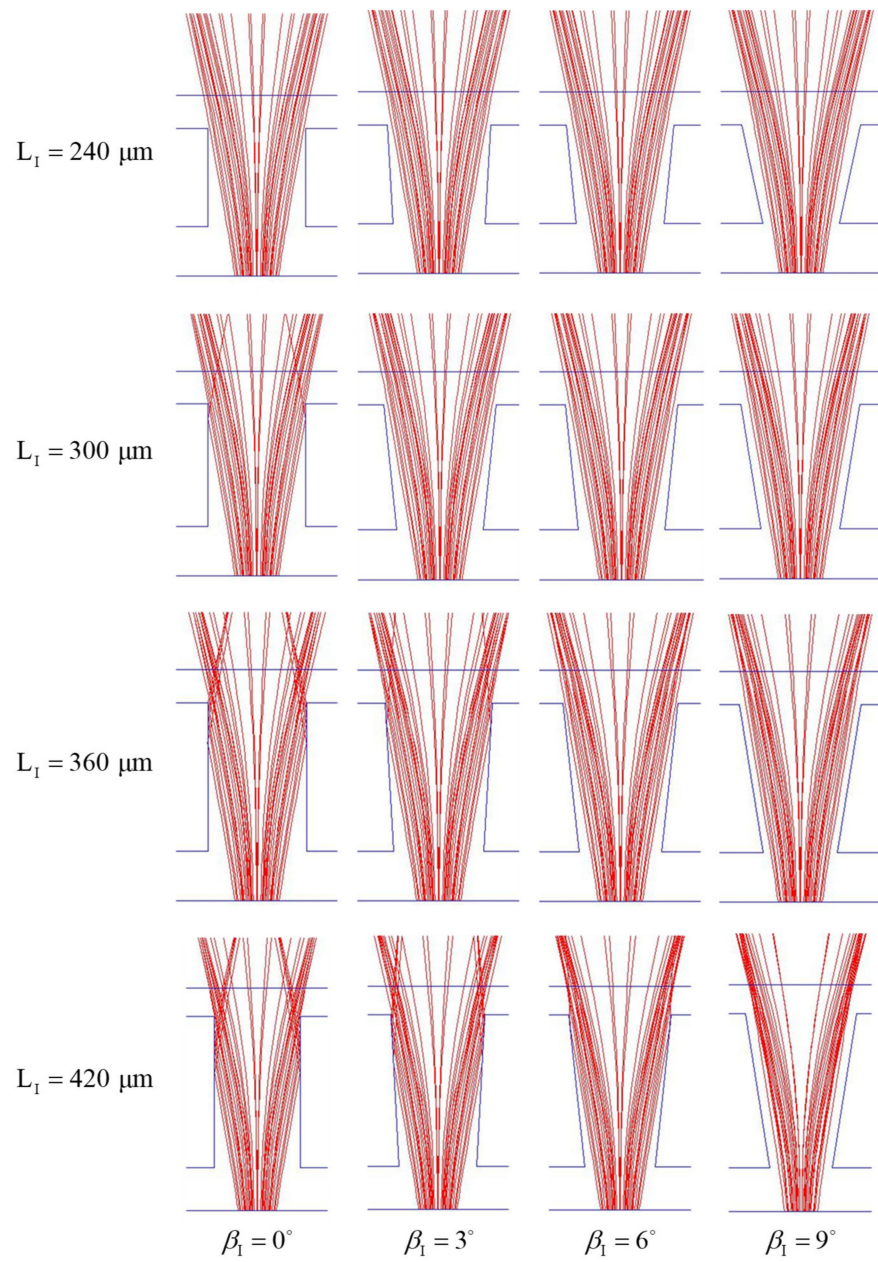 L_I = 240 μm
L_I = 300 μm
L_I = 360 μm
L_I = 420 μm
β_I = 0° β_I = 3° β_I = 6° β_I = 9°